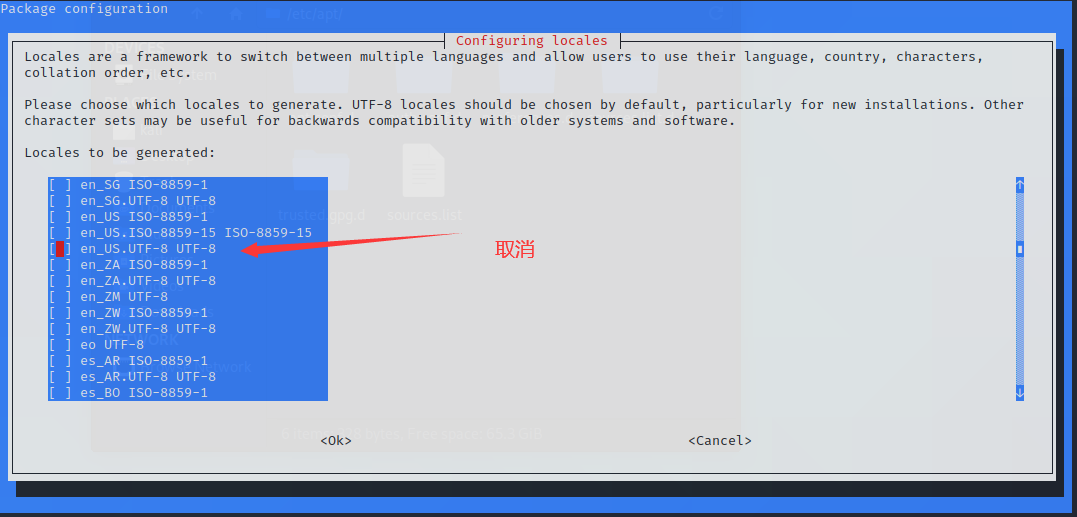 Package configuration
/etc/apt/
Configuring locales
Locales are a framework to switch between multiple languages and allow users to use their language, country, characters,
collation order, etc.
Please choose which locales to generate. UTF-8 locales should be chosen by default, particularly for new installations. Other
character sets may be useful for backwards compatibility with older systems and software.
Locales to be generated:
[ ] en_SG ISO-8859-1
[ ] en_SG.UTF-8 UTF-8
[ ] en_US ISO-8859-1
[ ] en_US.ISO-8859-15 ISO-8859-15
[ ] en_US.UTF-8 UTF-8
取消
[ ] en_ZA ISO-8859-1
[ ] en_ZA.UTF-8 UTF-8
[ ] en_ZM UTF-8
[ ] en_ZW ISO-8859-1
[ ] en_ZW.UTF-8 UTF-8
[ ] eo UTF-8
[ ] es_AR ISO-8859-1
[ ] es_AR.UTF-8 UTF-8
[ ] es_BO ISO-8859-1
trusted.gpg.d
sources.list
<Ok>
<Cancel>